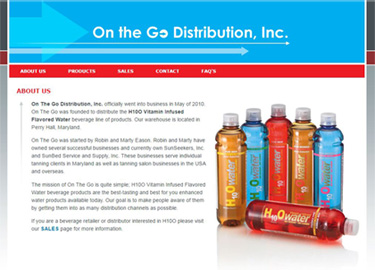 On the Go Distribution, Inc.
ABOUT US PRODUCTS SALES CONTACT FAQ'S
ABOUT US
On The Go Distribution, Inc. officially went into business in May of 2010.
On The Go was founded to distribute the H10O Vitamin Infused
Flavored Water beverage line of products. Our warehouse is located in
Perry Hall, Maryland.
On The Go was started by Robin and Marty Eason. Robin and Marty have
owned several successful businesses and currently own SunSeekers, Inc.
and SunBed Service and Supply, Inc. These businesses serve individual
tanning clients in Maryland as well as tanning salon businesses in the USA
and overseas.
The mission of On The Go is quite simple; H10O Vitamin Infused Flavored
Water beverage products are the best-tasting and best for you enhanced
water products available today. Our goal is to make people aware of them
by getting them into as many distribution channels as possible.
If you are a beverage retailer or distributor interested in H10O please visit
our SALES page for more information.
H10O water